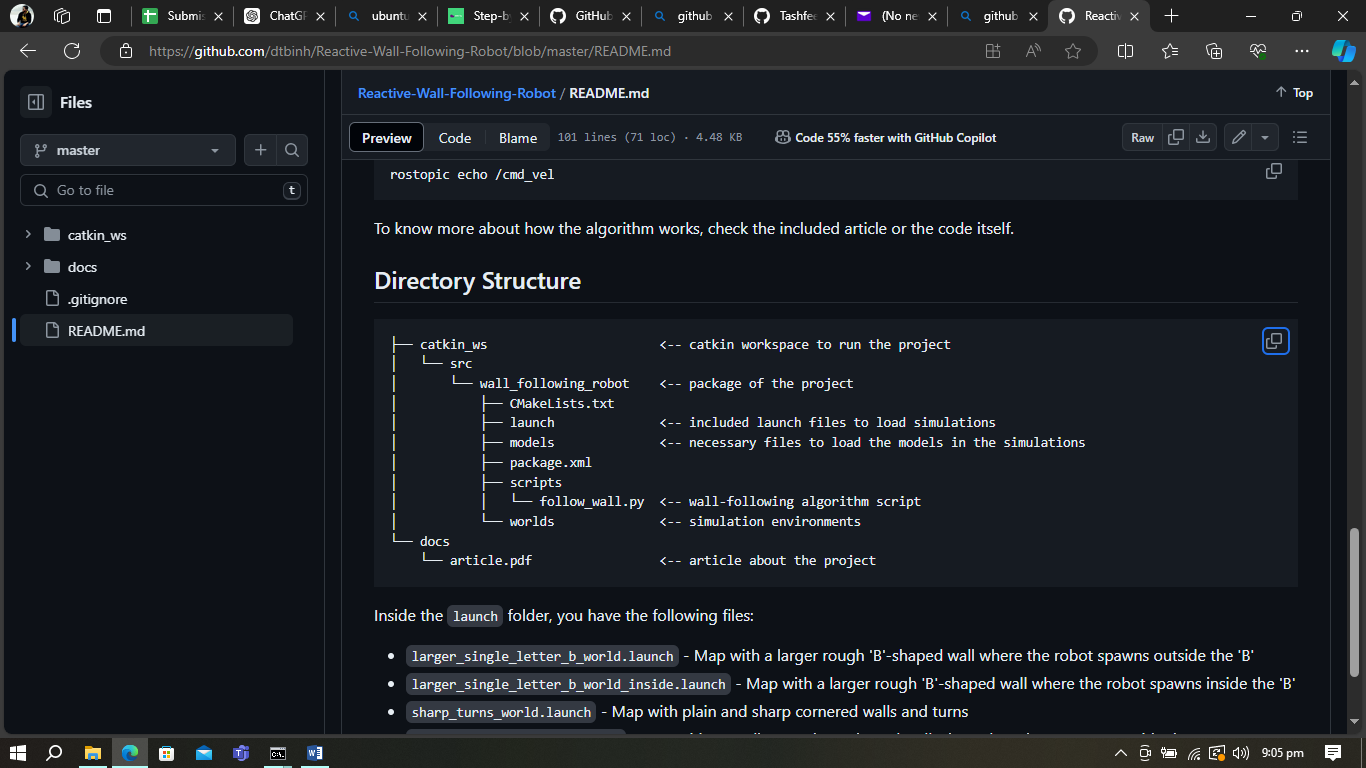 Submis
ChatGP
ubuntu
Step-by
GitHub
github
Tashfee
(No ne
github
Reactiv
https://github.com/dtbinh/Reactive-Wall-Following-Robot/blob/master/README.md
Files
master
Go to file
t
catkin_ws
docs
.gitignore
README.md
Reactive-Wall-Following-Robot / README.md
Top
Preview
Code
Blame
101 lines (71 loc) · 4.48 KB
Code 55% faster with GitHub Copilot
Raw
rostopic echo /cmd_vel
To know more about how the algorithm works, check the included article or the code itself.
Directory Structure
├── catkin_ws <-- catkin workspace to run the project
│ └── src
│ └── wall_following_robot <-- package of the project
│ ├── CMakeLists.txt
│ ├── launch <-- included launch files to load simulations
│ ├── models <-- necessary files to load the models in the simulations
│ ├── package.xml
│ ├── scripts
│ │ └── follow_wall.py <-- wall-following algorithm script
│ └── worlds <-- simulation environments
└── docs
└── article.pdf <-- article about the project
Inside the launch folder, you have the following files:
• larger_single_letter_b_world.launch - Map with a larger rough 'B'-shaped wall where the robot spawns outside the 'B'
• larger_single_letter_b_world_inside.launch - Map with a larger rough 'B'-shaped wall where the robot spawns inside the 'B'
• sharp_turns_world.launch - Map with plain and sharp cornered walls and turns
9:05 pm